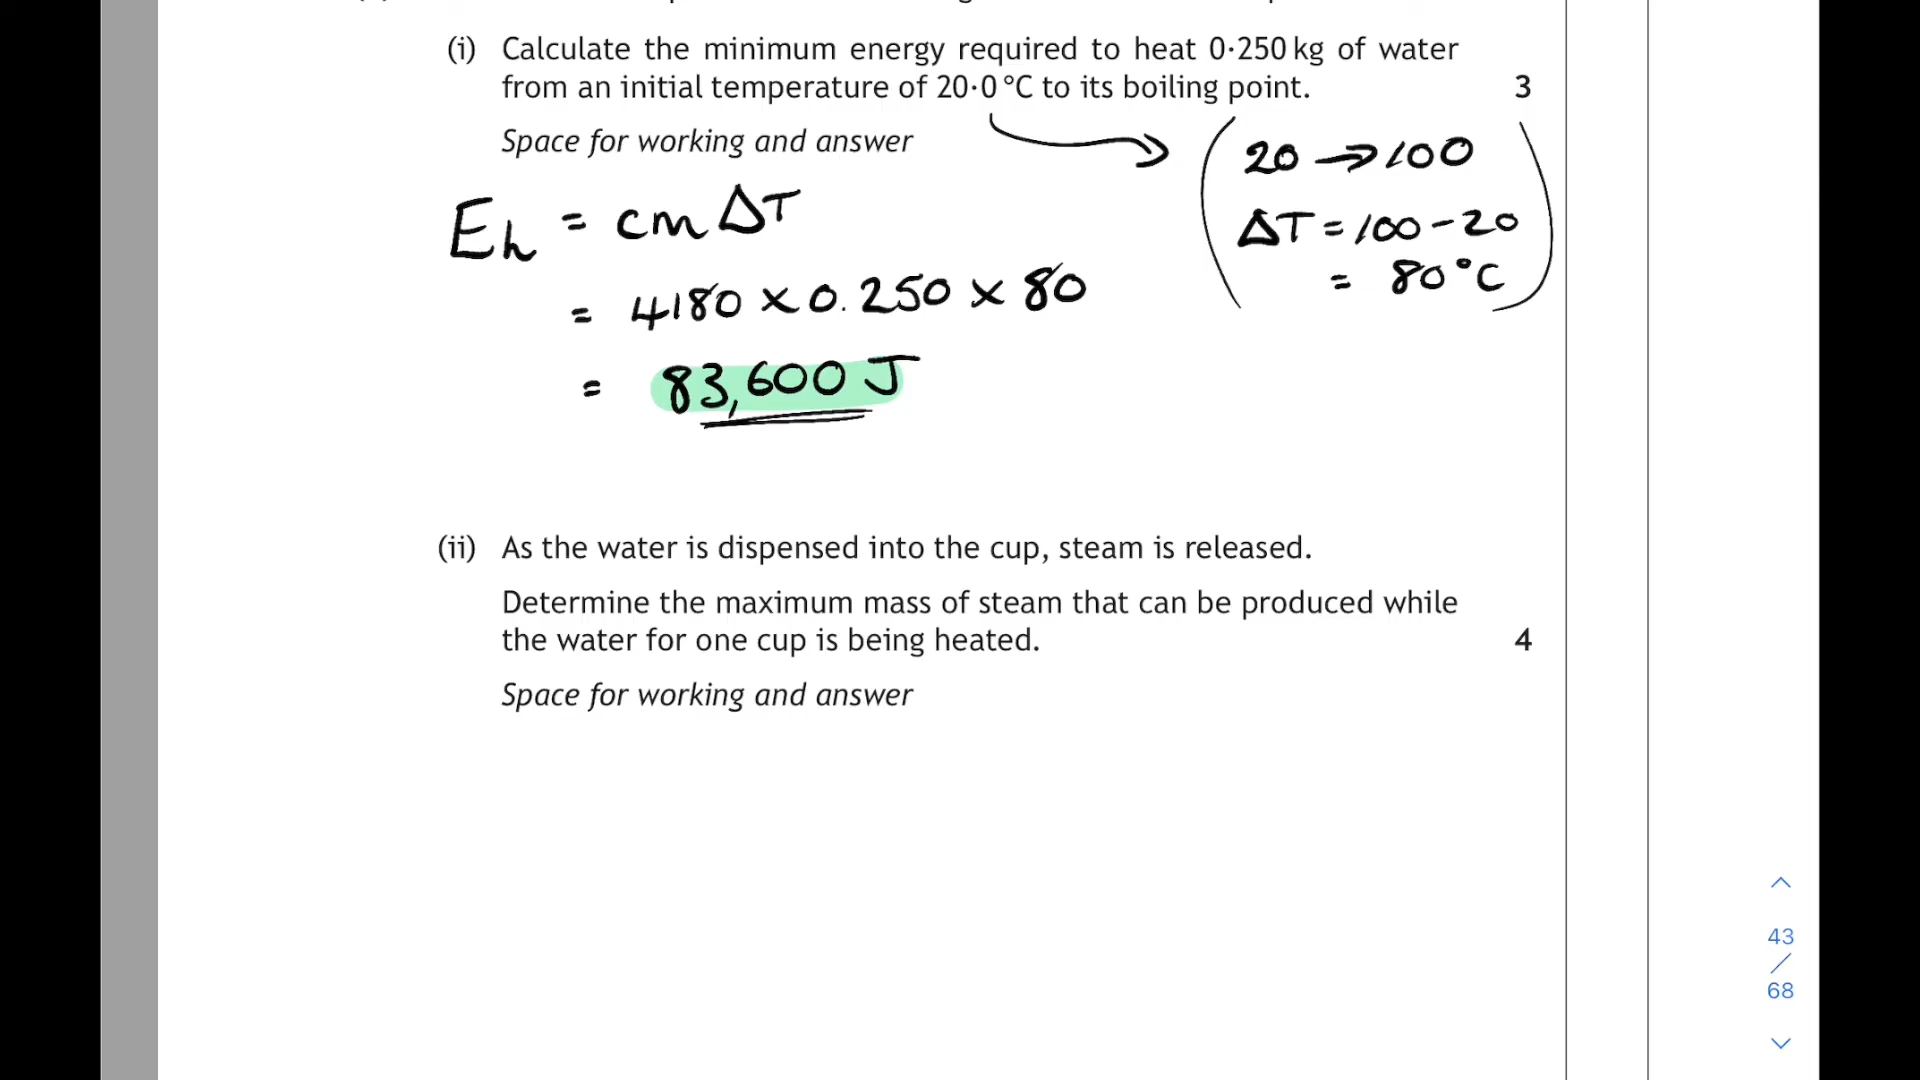 (i) Calculate the minimum energy required to heat 0·250 kg of water
from an initial temperature of 20·0 °C to its boiling point. 3
Space for working and answer
20 → 100
ΔT = 100 - 20
= 80°C
Eh = cmΔT
= 4180 × 0.250 × 80
= 83,600 J
(ii) As the water is dispensed into the cup, steam is released.
Determine the maximum mass of steam that can be produced while
the water for one cup is being heated. 4
Space for working and answer
43
/
68